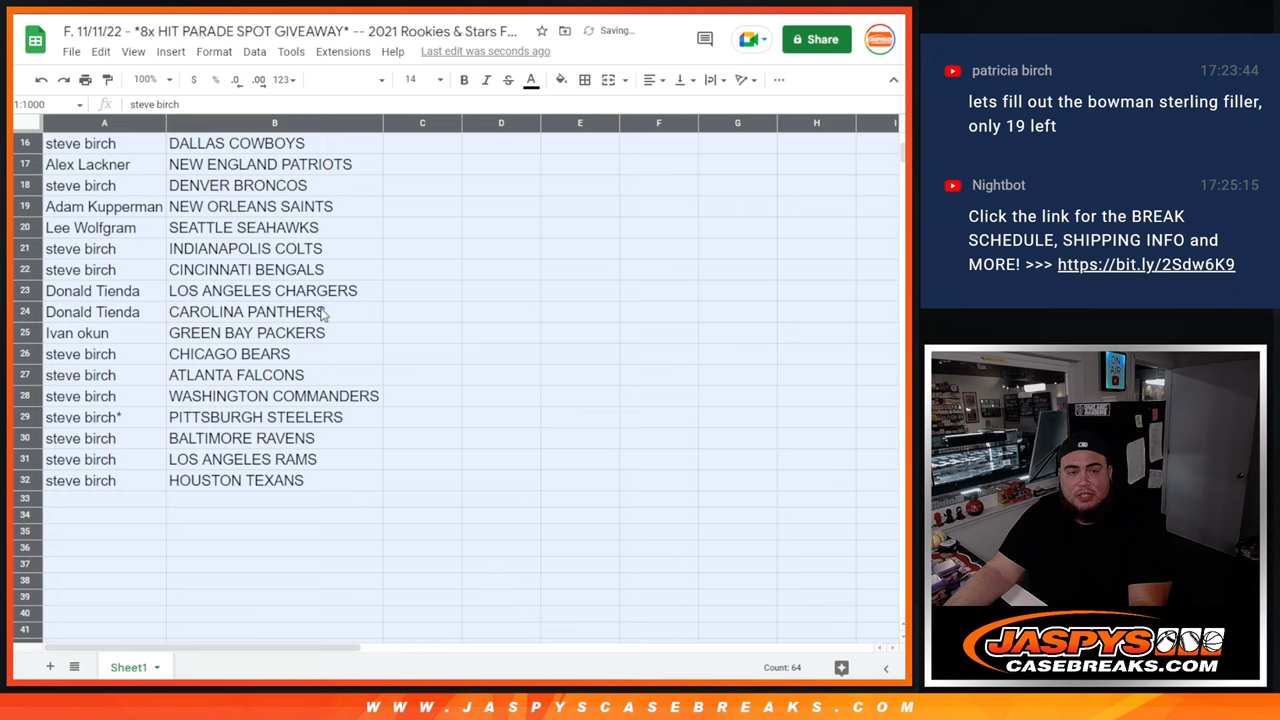 F. 11/11/22 - *8x HIT PARADE SPOT GIVEAWAY* -- 2021 Rookies & Stars F...
Saving...
File Edit View Insert Format Data Tools Extensions Help Last edit was seconds ago
Share
100% $ % .0 .00 123 14 B I S A
1:1000 fx steve birch
A B C D E F G H I
16 steve birch DALLAS COWBOYS
17 Alex Lackner NEW ENGLAND PATRIOTS
18 steve birch DENVER BRONCOS
19 Adam Kupperman NEW ORLEANS SAINTS
20 Lee Wolfgram SEATTLE SEAHAWKS
21 steve birch INDIANAPOLIS COLTS
22 steve birch CINCINNATI BENGALS
23 Donald Tienda LOS ANGELES CHARGERS
24 Donald Tienda CAROLINA PANTHERS
25 Ivan okun GREEN BAY PACKERS
26 steve birch CHICAGO BEARS
27 steve birch ATLANTA FALCONS
28 steve birch WASHINGTON COMMANDERS
29 steve birch* PITTSBURGH STEELERS
30 steve birch BALTIMORE RAVENS
31 steve birch LOS ANGELES RAMS
32 steve birch HOUSTON TEXANS
33
34
35
36
37
38
39
40
41
Sheet1
Count: 64
patricia birch 17:23:44
lets fill out the bowman sterling filler,
only 19 left
Nightbot 17:25:15
Click the link for the BREAK
SCHEDULE, SHIPPING INFO and
MORE! >>> https://bit.ly/2Sdw6K9
ON
AIR
JASPYS
CASEBREAKS.COM
WWW.JASPYSCASEBREAKS.COM